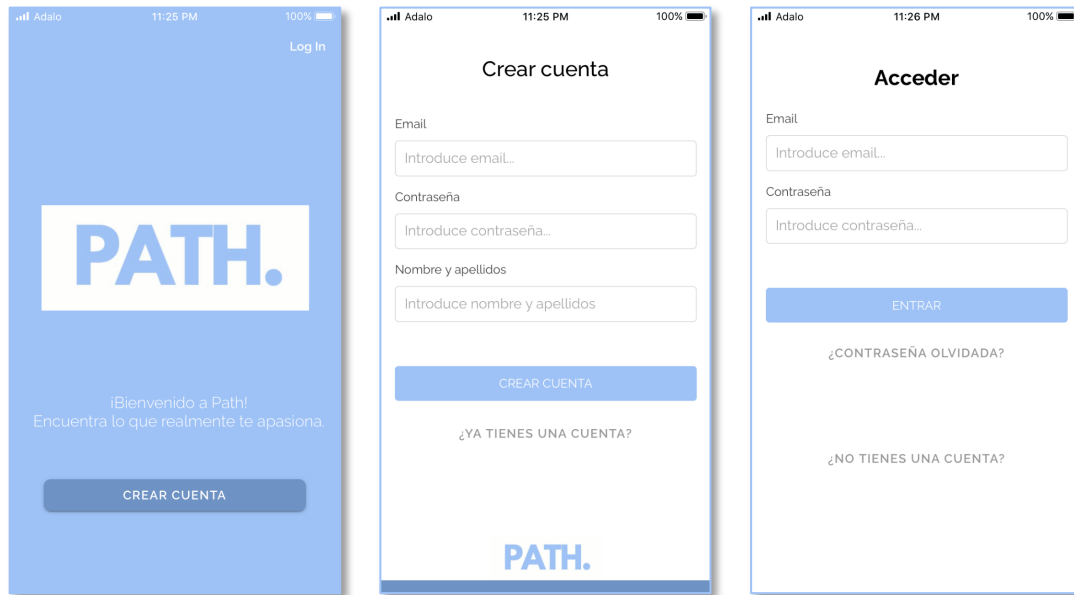 Adalo 11:25 PM 100%
Log In
PATH.
¡Bienvenido a Path!
Encuentra lo que realmente te apasiona.
CREAR CUENTA
Adalo 11:25 PM 100%
Crear cuenta
Email
Introduce email...
Contraseña
Introduce contraseña...
Nombre y apellidos
Introduce nombre y apellidos
CREAR CUENTA
¿YA TIENES UNA CUENTA?
PATH.
Adalo 11:26 PM 100%
Acceder
Email
Introduce email...
Contraseña
Introduce contraseña...
ENTRAR
¿CONTRASEÑA OLVIDADA?
¿NO TIENES UNA CUENTA?